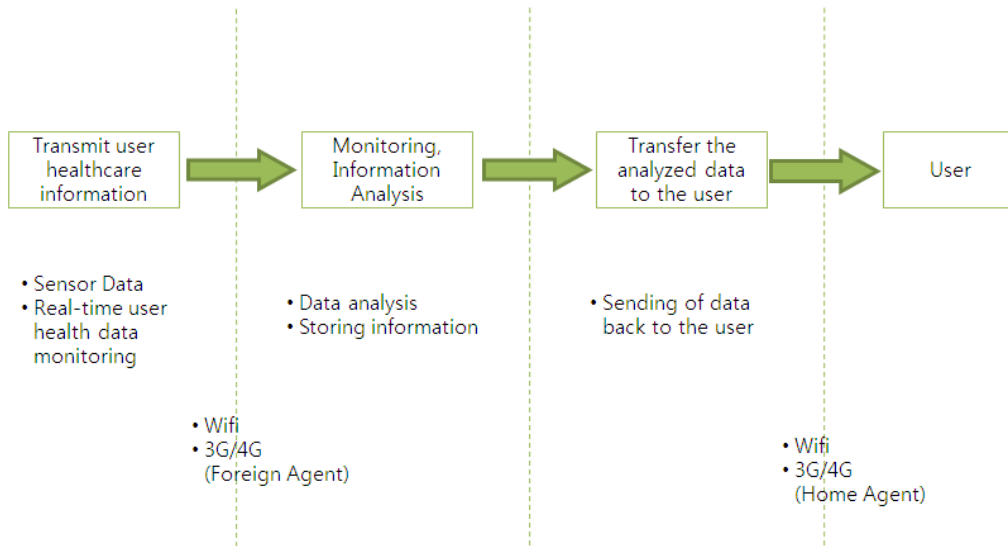 Transmit user
healthcare
information
Monitoring,
Information
Analysis
Transfer the
analyzed data
to the user
User
• Sensor Data
• Real-time user
health data
monitoring
• Data analysis
• Storing information
• Sending of data
back to the user
• Wifi
• 3G/4G
(Foreign Agent)
• Wifi
• 3G/4G
(Home Agent)